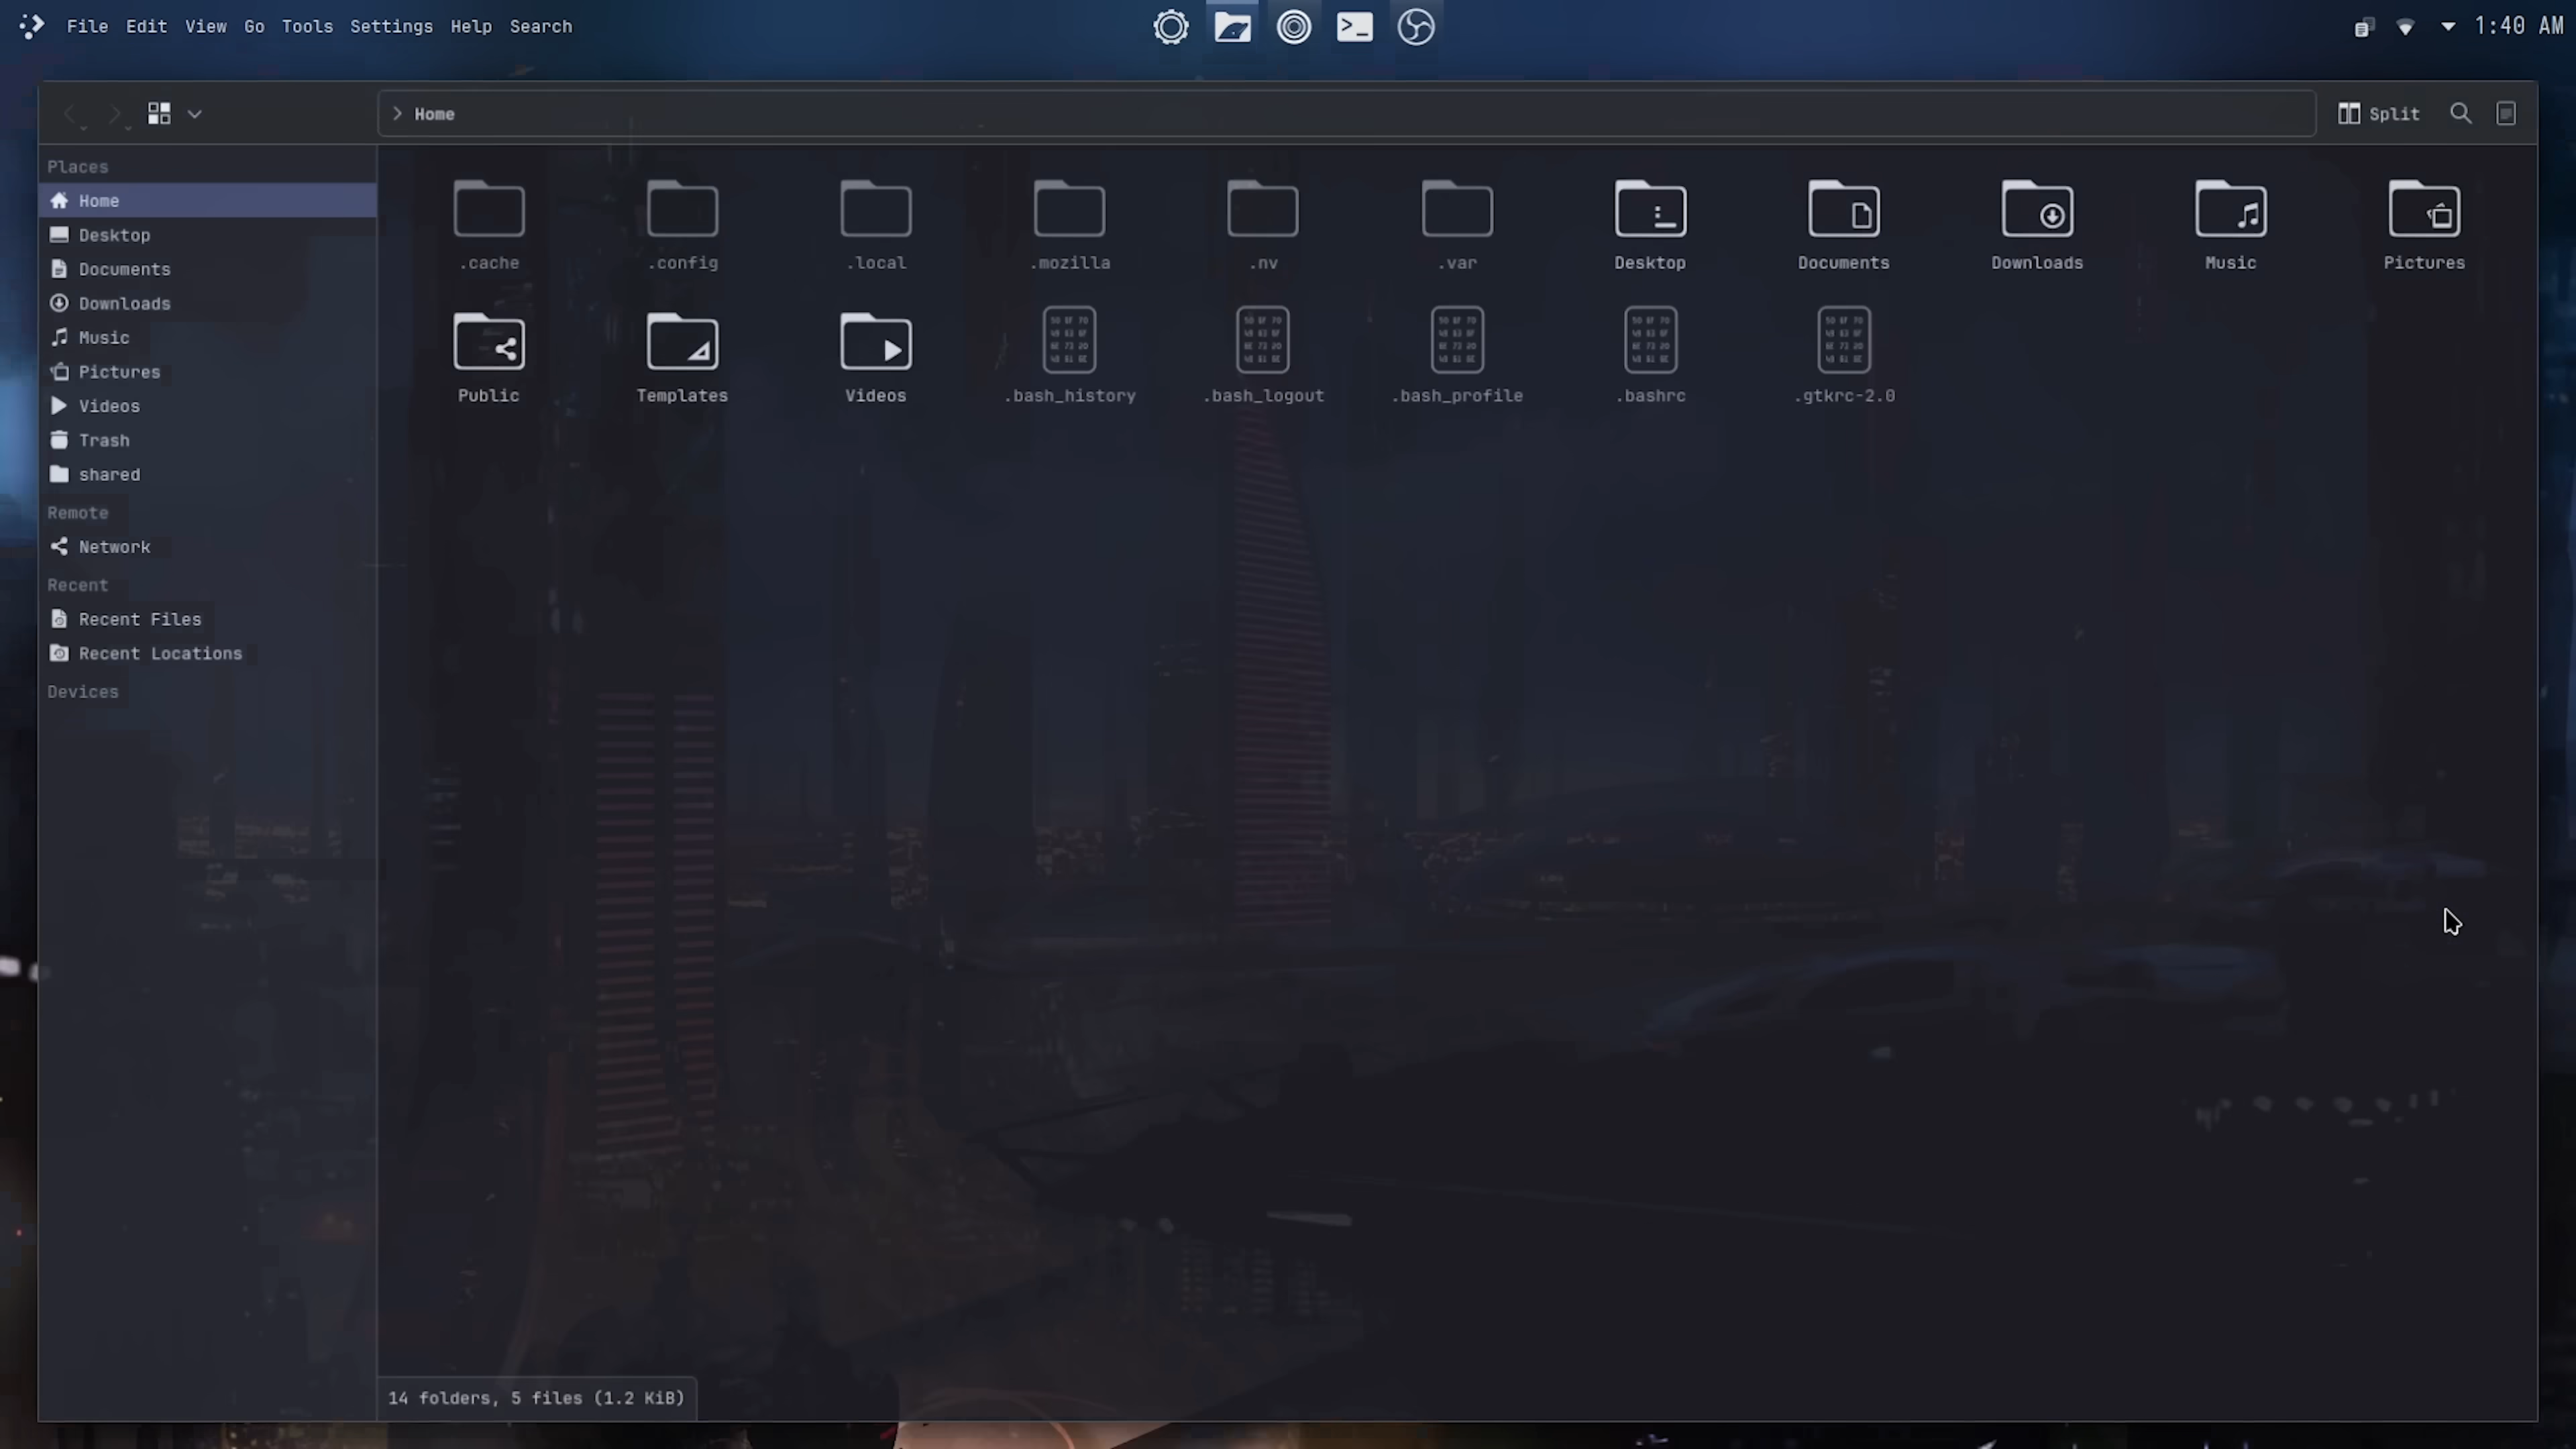 File Edit View Go Tools Settings Help Search
1:40 AM
Home
Split
Places
Home
Desktop
Documents
Downloads
Music
Pictures
Videos
Trash
shared
Remote
Network
Recent
Recent Files
Recent Locations
Devices
.cache .config .local .mozilla .nv .var Desktop Documents Downloads Music Pictures
Public Templates Videos .bash_history .bash_logout .bash_profile .bashrc .gtkrc-2.0
14 folders, 5 files (1.2 KiB)